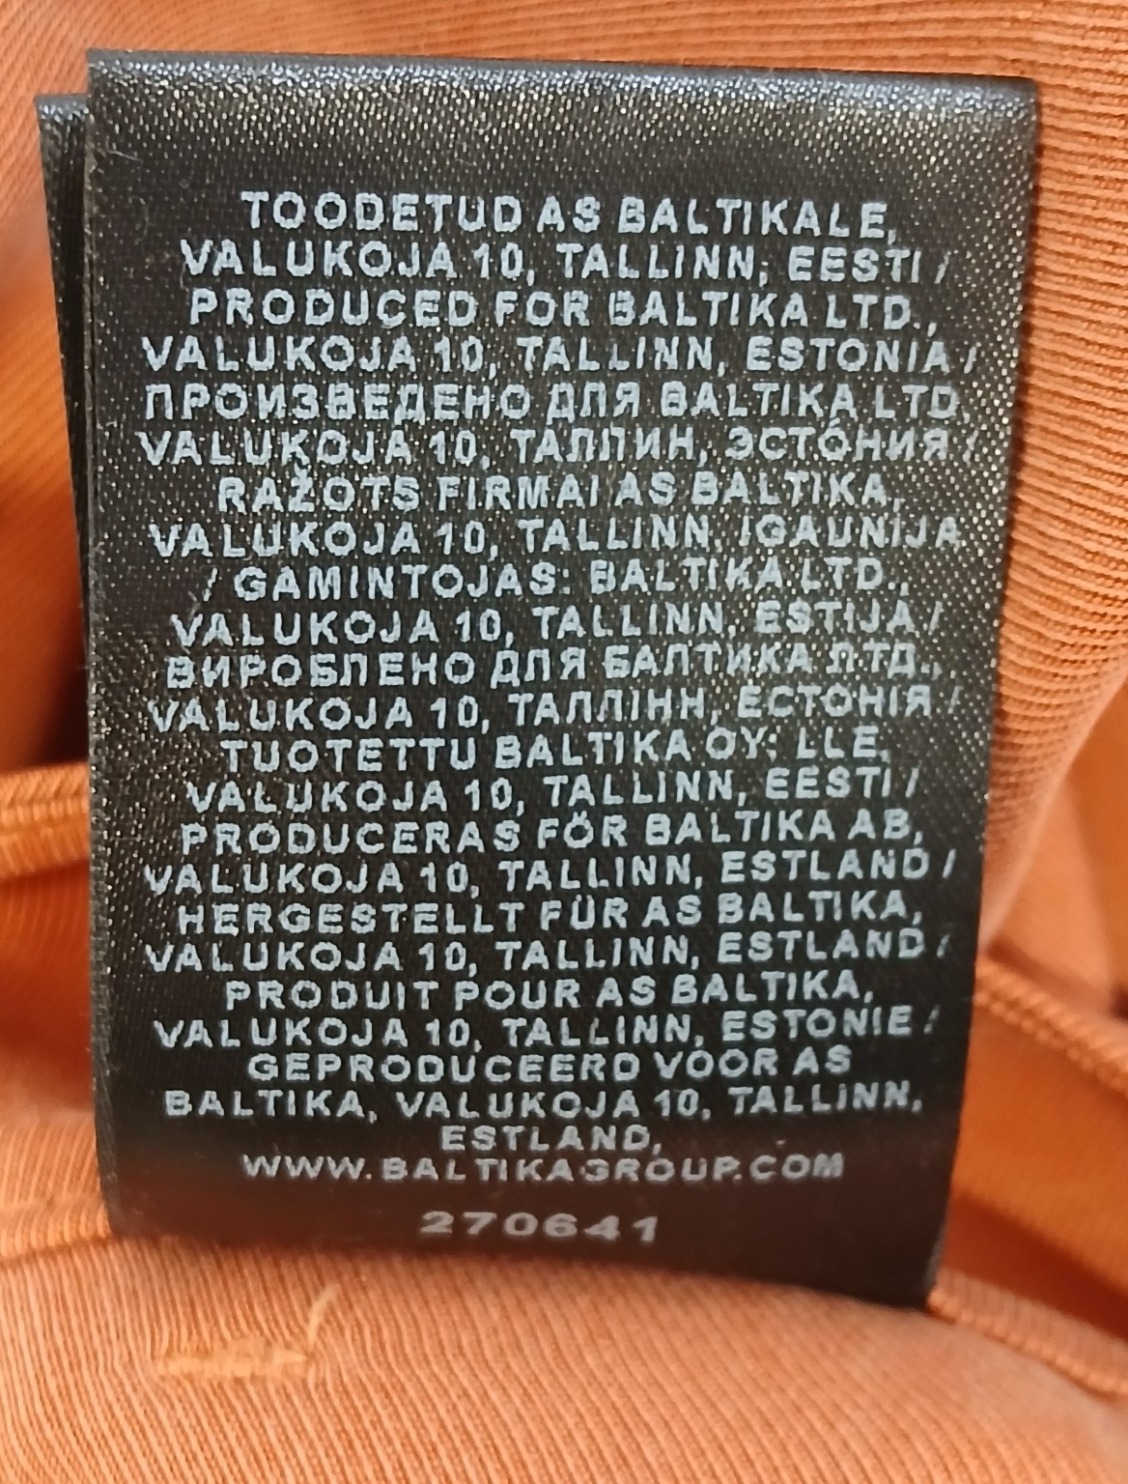 TOODETUD AS BALTIKALE,
VALUKOJA 10, TALLINN, EESTI /
PRODUCED FOR BALTIKA LTD.,
VALUKOJA 10, TALLINN, ESTONIA /
ПРОИЗВЕДЕНО ДЛЯ BALTIKA LTD,
VALUKOJA 10, ТАЛЛИН, ЭСТОНИЯ /
RAŽOTS FIRMAI AS BALTIKA,
VALUKOJA 10, TALLINN, IGAUNIJA
/ GAMINTOJAS: BALTIKA LTD.,
VALUKOJA 10, TALLINN, ESTIJA /
ВИРОБЛЕНО ДЛЯ БАЛТИКА ЛТД.,
VALUKOJA 10, ТАЛЛІНН, ЕСТОНІЯ /
TUOTETTU BALTIKA OY: LLE,
VALUKOJA 10, TALLINN, EESTI /
PRODUCERAS FÖR BALTIKA AB,
VALUKOJA 10, TALLINN, ESTLAND /
HERGESTELLT FÜR AS BALTIKA,
VALUKOJA 10, TALLINN, ESTLAND /
PRODUIT POUR AS BALTIKA,
VALUKOJA 10, TALLINN, ESTONIE /
GEPRODUCEERD VOOR AS
BALTIKA, VALUKOJA 10, TALLINN,
ESTLAND,
WWW.BALTIKAGROUP.COM
270641